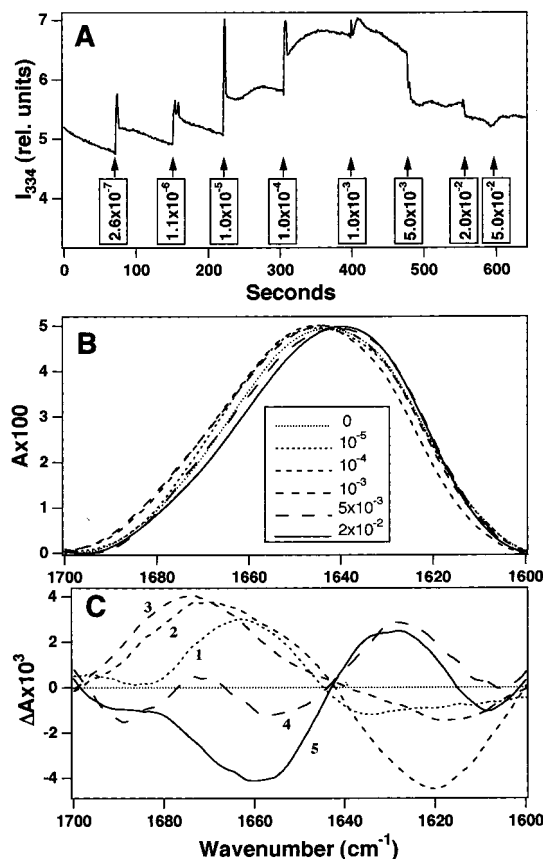 A
I334 (rel. units)
7
6
5
4
2.6x10-7
1.1x10-6
1.0x10-5
1.0x10-4
1.0x10-3
5.0x10-3
2.0x10-2
5.0x10-2
0 100 200 300 400 500 600
Seconds
B
Ax100
5
4
3
2
1
0
0
10-5
10-4
10-3
5x10-3
2x10-2
1700 1680 1660 1640 1620 1600
C
ΔAx103
4
2
0
-2
-4
3
2
1
4
5
1700 1680 1660 1640 1620 1600
Wavenumber (cm-1)